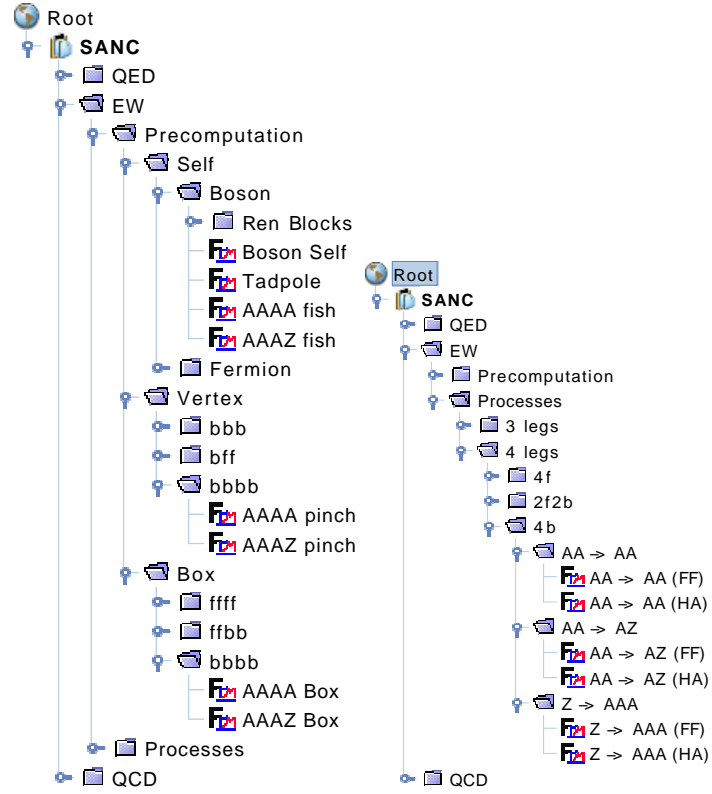 Root
SANC
QED
EW
Precomputation
Self
Boson
Ren Blocks
Boson Self
Tadpole
AAAA fish
AAAZ fish
Fermion
Vertex
bbb
bff
bbbb
AAAA pinch
AAAZ pinch
Box
ffff
ffbb
bbbb
AAAA Box
AAAZ Box
Processes
QCD
Root
SANC
QED
EW
Precomputation
Processes
3 legs
4 legs
4f
2f2b
4b
AA -> AA
AA -> AA (FF)
AA -> AA (HA)
AA -> AZ
AA -> AZ (FF)
AA -> AZ (HA)
Z -> AAA
Z -> AAA (FF)
Z -> AAA (HA)
QCD